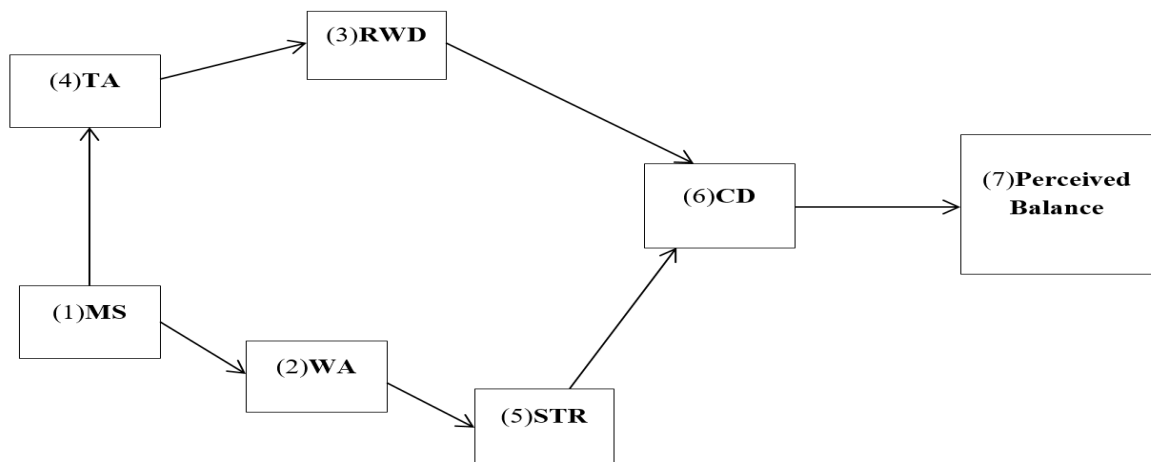 (3)RWD
(4)TA
(6)CD
(7)Perceived
Balance
(1)MS
(2)WA
(5)STR